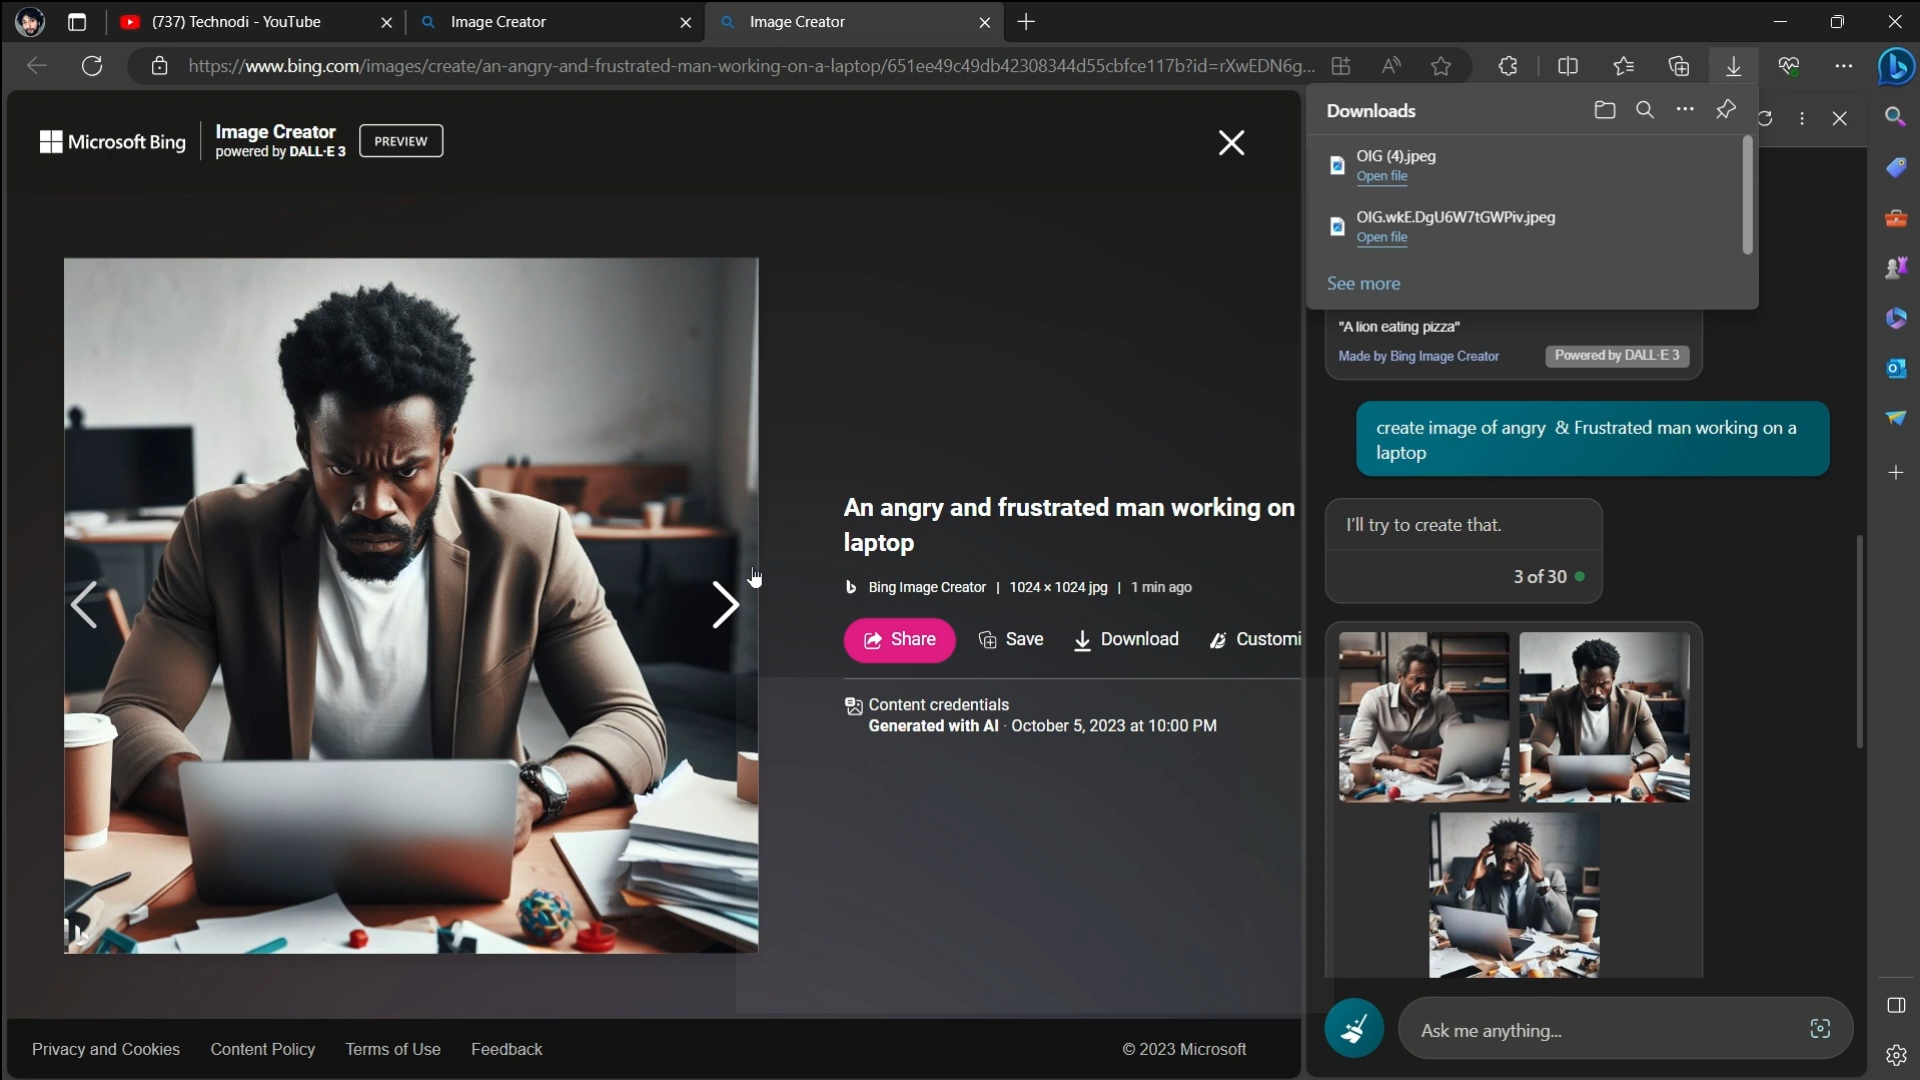 (737) Technodi - YouTube
Image Creator
Image Creator
https://www.bing.com/images/create/an-angry-and-frustrated-man-working-on-a-laptop/651ee49c49db42308344d55cbfce117b?id=rXwEDN6g...
Microsoft Bing
Image Creator
powered by DALL·E 3
PREVIEW
An angry and frustrated man working on
laptop
Bing Image Creator | 1024 × 1024 jpg | 1 min ago
Share
Save
Download
Customi
Content credentials
Generated with AI · October 5, 2023 at 10:00 PM
Privacy and Cookies
Content Policy
Terms of Use
Feedback
© 2023 Microsoft
Downloads
OIG (4).jpeg
Open file
OIG.wkE.DgU6W7tGWPiv.jpeg
Open file
See more
"A lion eating pizza"
Made by Bing Image Creator
Powered by DALL·E 3
create image of angry & Frustrated man working on a
laptop
I'll try to create that.
3 of 30
Ask me anything...